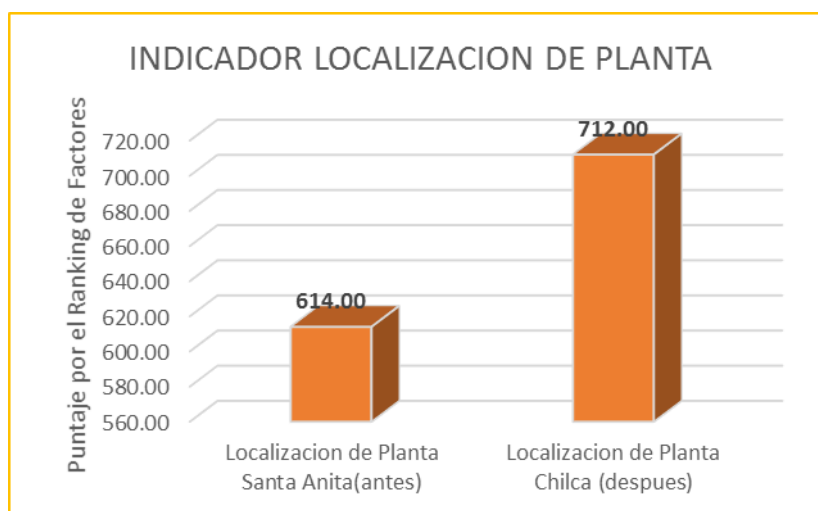 INDICADOR LOCALIZACION DE PLANTA
Puntaje por el Ranking de Factores
720.00
700.00
680.00
660.00
640.00
620.00
600.00
580.00
560.00
614.00
712.00
Localizacion de Planta
Santa Anita(antes)
Localizacion de Planta
Chilca (despues)